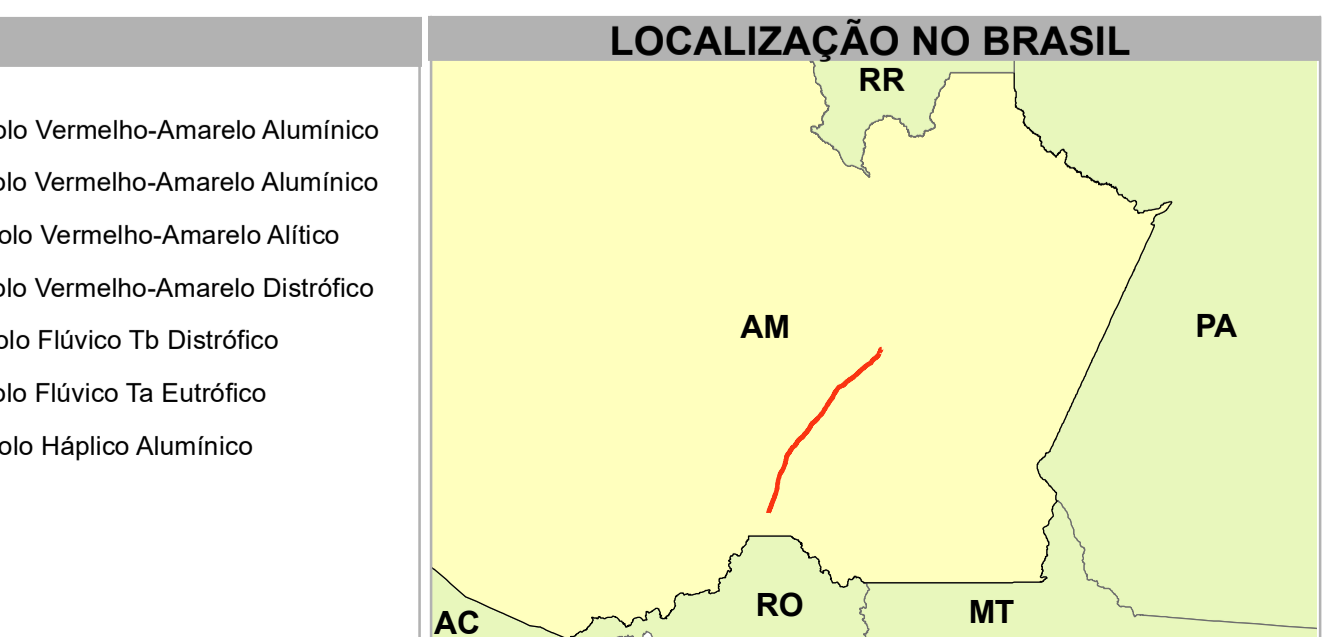 LOCALIZAÇÃO NO BRASIL
olo Vermelho-Amarelo Alumínico
olo Vermelho-Amarelo Alumínico
olo Vermelho-Amarelo Alítico
olo Vermelho-Amarelo Distrófico
olo Flúvico Tb Distrófico
olo Flúvico Ta Eutrófico
olo Háplico Alumínico
RR
AM
PA
RO
MT
AC